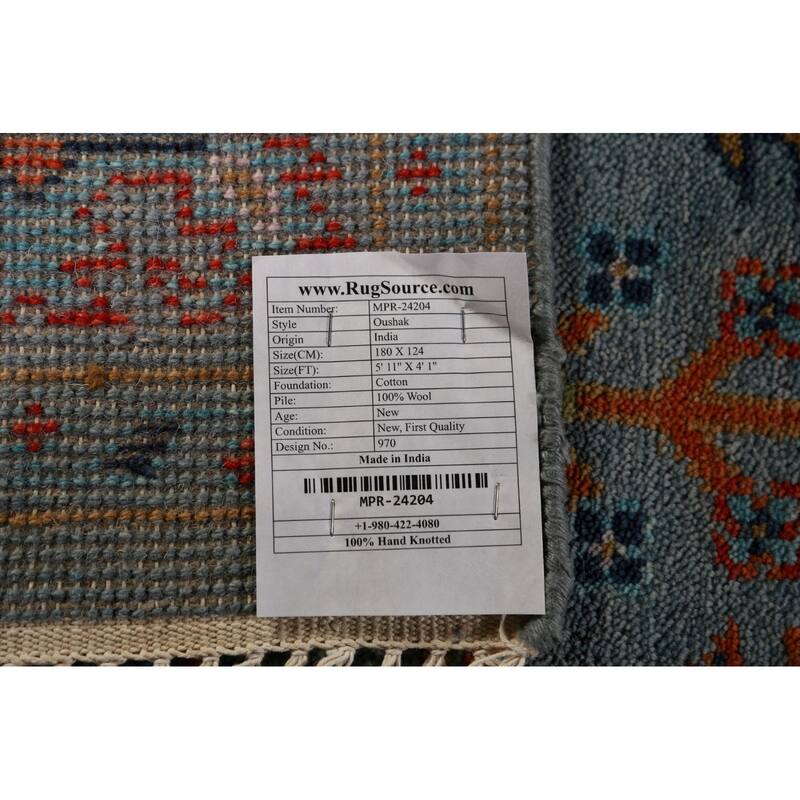 www.RugSource.com
Item Number: MPR-24204
Style Oushak
Origin India
Size(CM): 180 X 124
Size(FT): 5' 11" X 4' 1"
Foundation: Cotton
Pile: 100% Wool
Age: New
Condition: New, First Quality
Design No.: 970
Made in India
MPR-24204
+1-980-422-4080
100% Hand Knotted